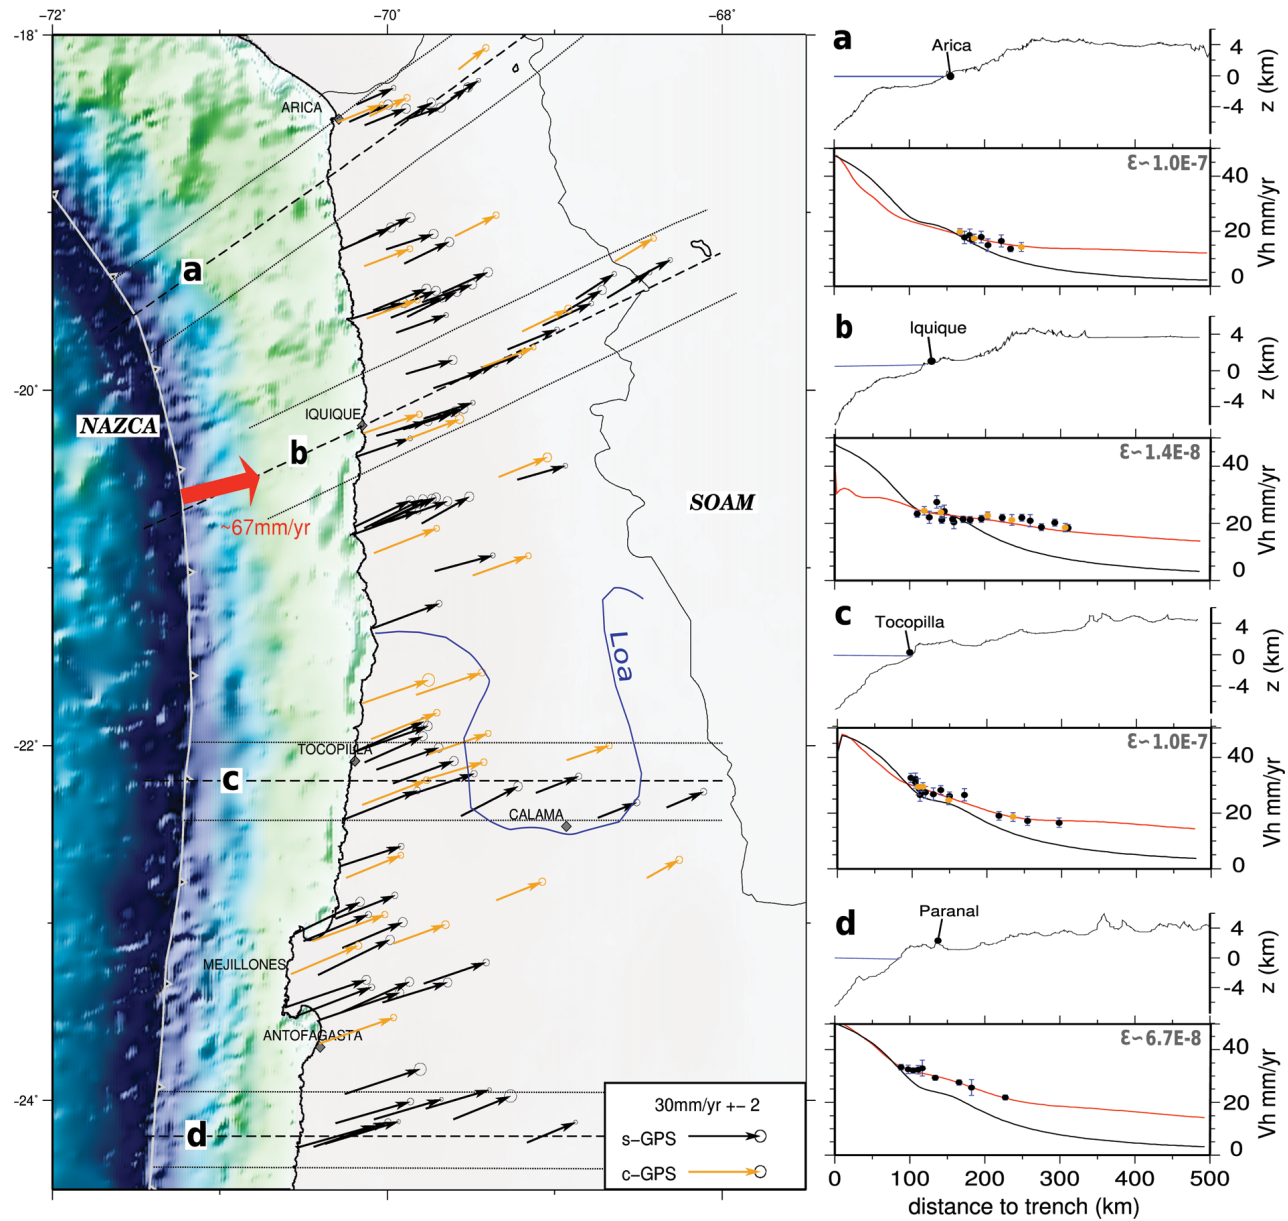 -72°
-70°
-68°
-18°
-20°
-22°
-24°
ARICA
a
IQUIQUE
NAZCA
b
SOAM
~67mm/yr
Loa
TOCOPILLA
c
CALAMA
MEJILLONES
ANTOFAGASTA
d
30mm/yr +- 2
s-GPS
c-GPS
a
Arica
4
0
-4
z (km)
ε~1.0E-7
40
20
0
Vh mm/yr
b
Iquique
4
0
-4
z (km)
ε~1.4E-8
40
20
0
Vh mm/yr
c
Tocopilla
4
0
-4
z (km)
ε~1.0E-7
40
20
0
Vh mm/yr
d
Paranal
4
0
-4
z (km)
ε~6.7E-8
40
20
0
Vh mm/yr
0 100 200 300 400 500
distance to trench (km)